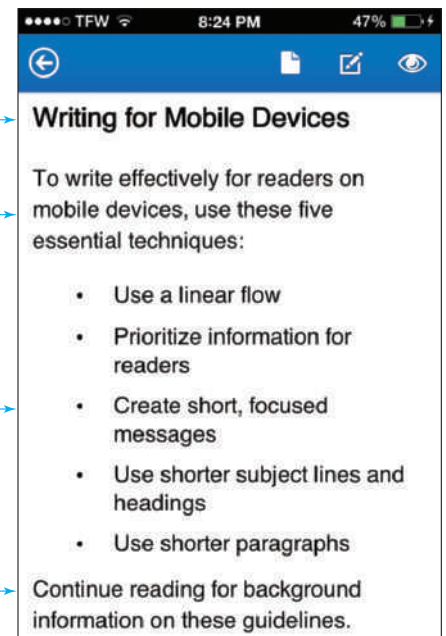 TFW 8:24 PM 47%
Writing for Mobile Devices
To write effectively for readers on
mobile devices, use these five
essential techniques:
• Use a linear flow
• Prioritize information for
readers
• Create short, focused
messages
• Use shorter subject lines and
headings
• Use shorter paragraphs
Continue reading for background
information on these guidelines.